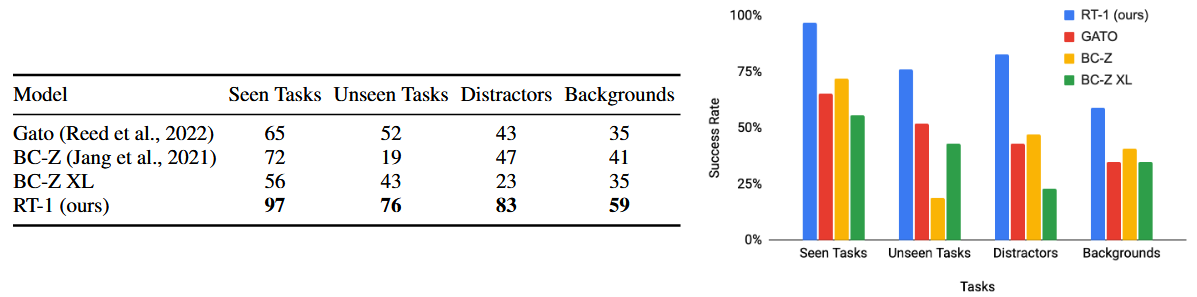 Model Seen Tasks Unseen Tasks Distractors Backgrounds
Gato (Reed et al., 2022) 65 52 43 35
BC-Z (Jang et al., 2021) 72 19 47 41
BC-Z XL 56 43 23 35
RT-1 (ours) 97 76 83 59
100%
75%
50%
25%
0%
Success Rate
RT-1 (ours)
GATO
BC-Z
BC-Z XL
Seen Tasks Unseen Tasks Distractors Backgrounds
Tasks